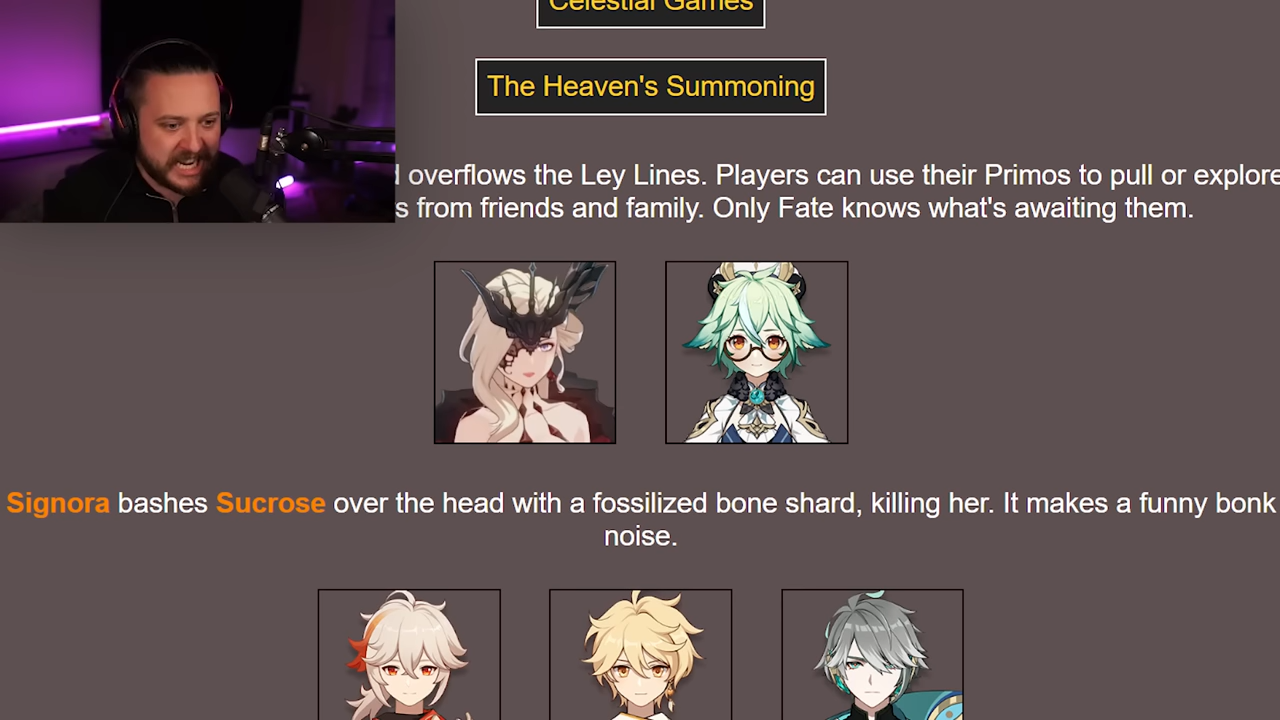 Celestial Games
The Heaven's Summoning
overflows the Ley Lines. Players can use their Primos to pull or explore
s from friends and family. Only Fate knows what's awaiting them.
Signora bashes Sucrose over the head with a fossilized bone shard, killing her. It makes a funny bonk
noise.